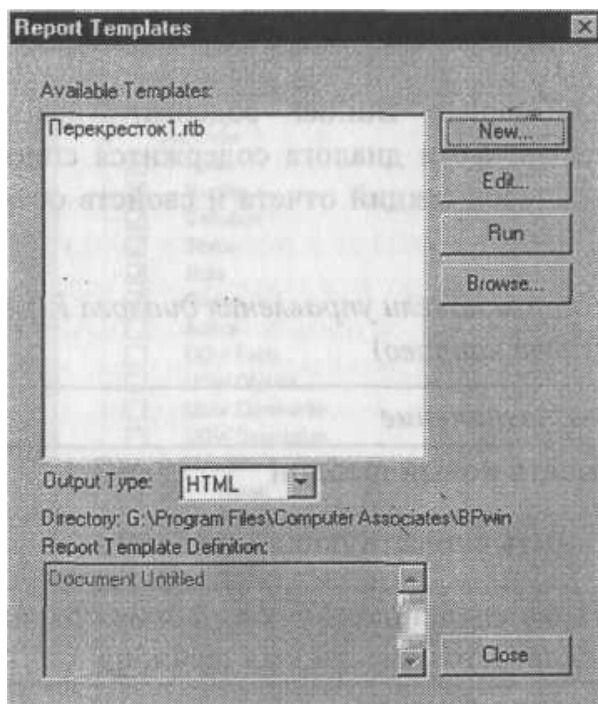 Report Templates
Available Templates:
Перекресток1.rtb
New...
Edit...
Run
Browse...
Output Type: HTML
Directory: G:\Program Files\Computer Associates\BPwin
Report Template Definition:
Document Untitled
Close